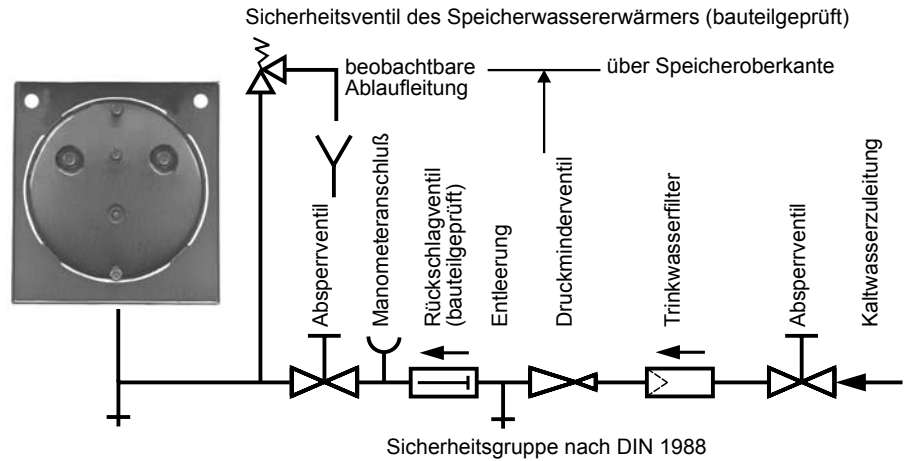 Sicherheitsventil des Speicherwassererwärmers (bauteilgeprüft)
beobachtbare
Ablaufleitung
über Speicheroberkante
Absperrventil
Manometeranschluß
Rückschlagventil
(bauteilgeprüft)
Entleerung
Druckminderventil
Trinkwasserfilter
Absperrventil
Kaltwasserzuleitung
Sicherheitsgruppe nach DIN 1988